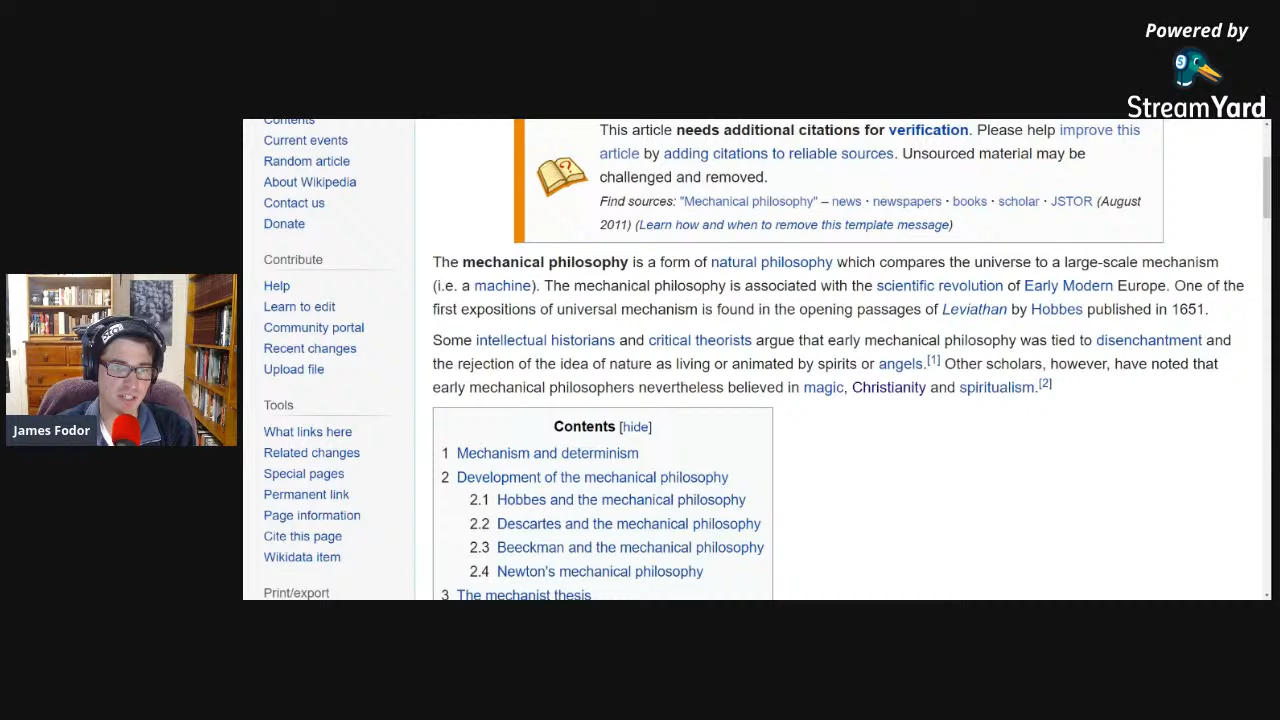 Powered by
StreamYard
Contents
Current events
Random article
About Wikipedia
Contact us
Donate
Contribute
Help
Learn to edit
Community portal
Recent changes
Upload file
Tools
What links here
Related changes
Special pages
Permanent link
Page information
Cite this page
Wikidata item
Print/export
This article needs additional citations for verification. Please help improve this
article by adding citations to reliable sources. Unsourced material may be
challenged and removed.
Find sources: "Mechanical philosophy" – news · newspapers · books · scholar · JSTOR (August
2011) (Learn how and when to remove this template message)
The mechanical philosophy is a form of natural philosophy which compares the universe to a large-scale mechanism
(i.e. a machine). The mechanical philosophy is associated with the scientific revolution of Early Modern Europe. One of the
first expositions of universal mechanism is found in the opening passages of Leviathan by Hobbes published in 1651.
Some intellectual historians and critical theorists argue that early mechanical philosophy was tied to disenchantment and
the rejection of the idea of nature as living or animated by spirits or angels.[1] Other scholars, however, have noted that
early mechanical philosophers nevertheless believed in magic, Christianity and spiritualism.[2]
Contents [hide]
1 Mechanism and determinism
2 Development of the mechanical philosophy
2.1 Hobbes and the mechanical philosophy
2.2 Descartes and the mechanical philosophy
2.3 Beeckman and the mechanical philosophy
2.4 Newton's mechanical philosophy
3 The mechanist thesis
James Fodor